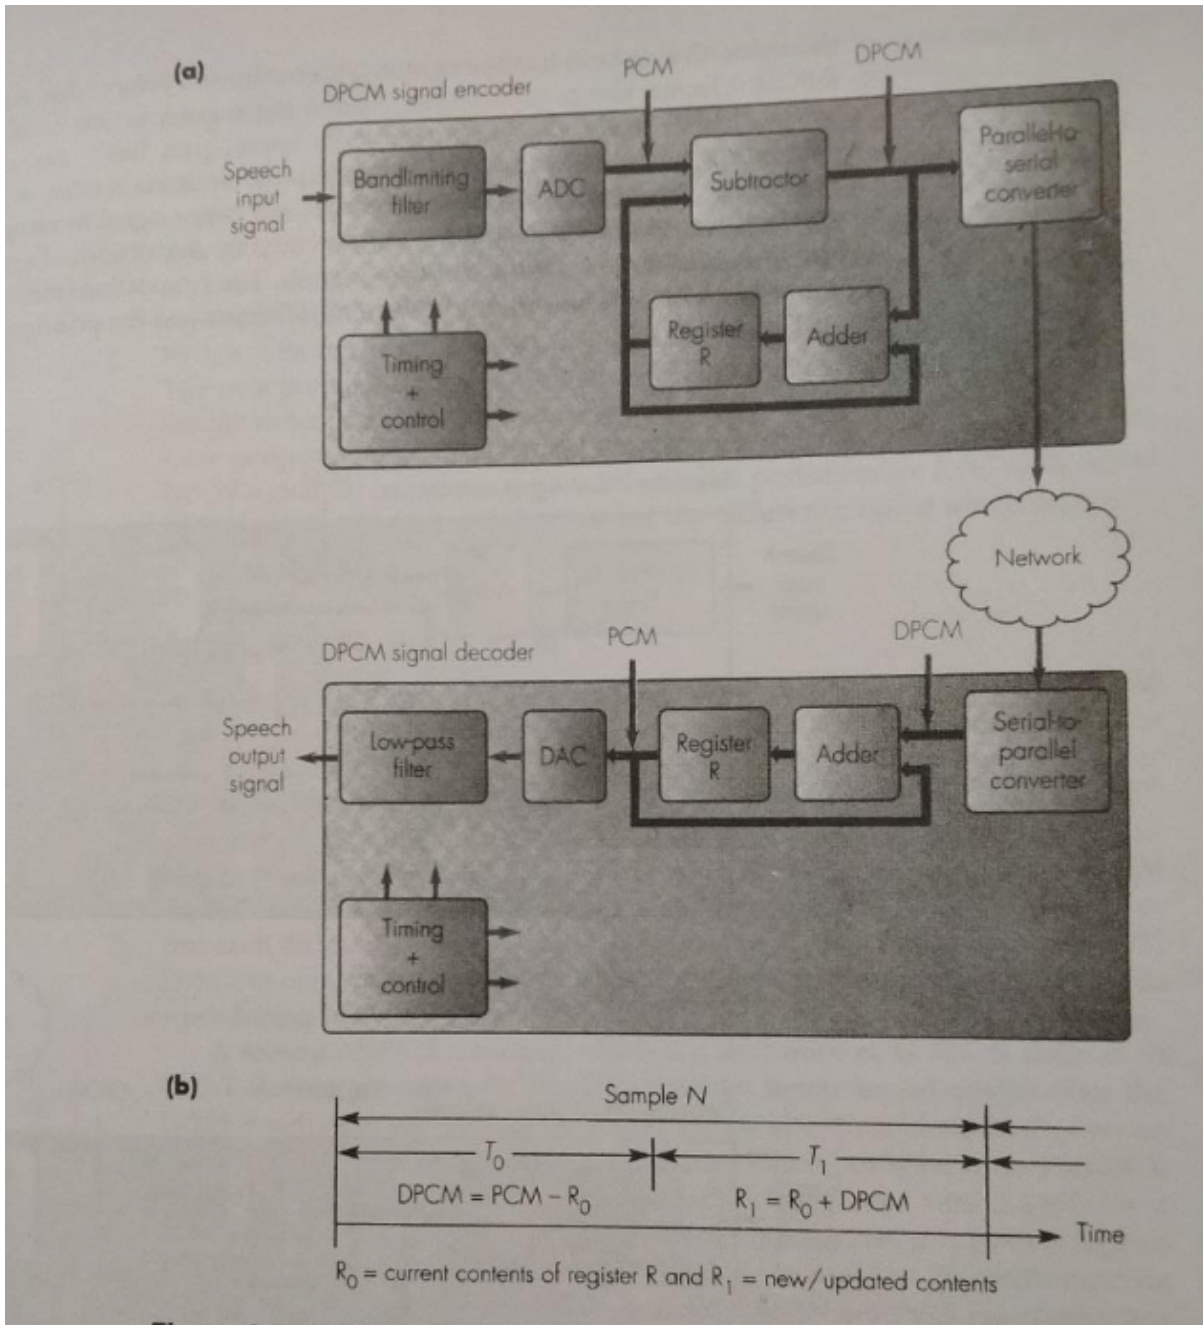 (a)
PCM
DPCM
DPCM signal encoder
Speech
input
signal
Bandlimiting
filter
ADC
Subtractor
Parallel-to-
serial
converter
Timing
+
control
Register
R
Adder
Network
PCM
DPCM
DPCM signal decoder
Speech
output
signal
Low-pass
filter
DAC
Register
R
Adder
Serial-to-
parallel
converter
Timing
+
control
(b)
Sample N
T₀
T₁
DPCM = PCM – R₀
R₁ = R₀ + DPCM
Time
R₀ = current contents of register R and R₁ = new/updated contents